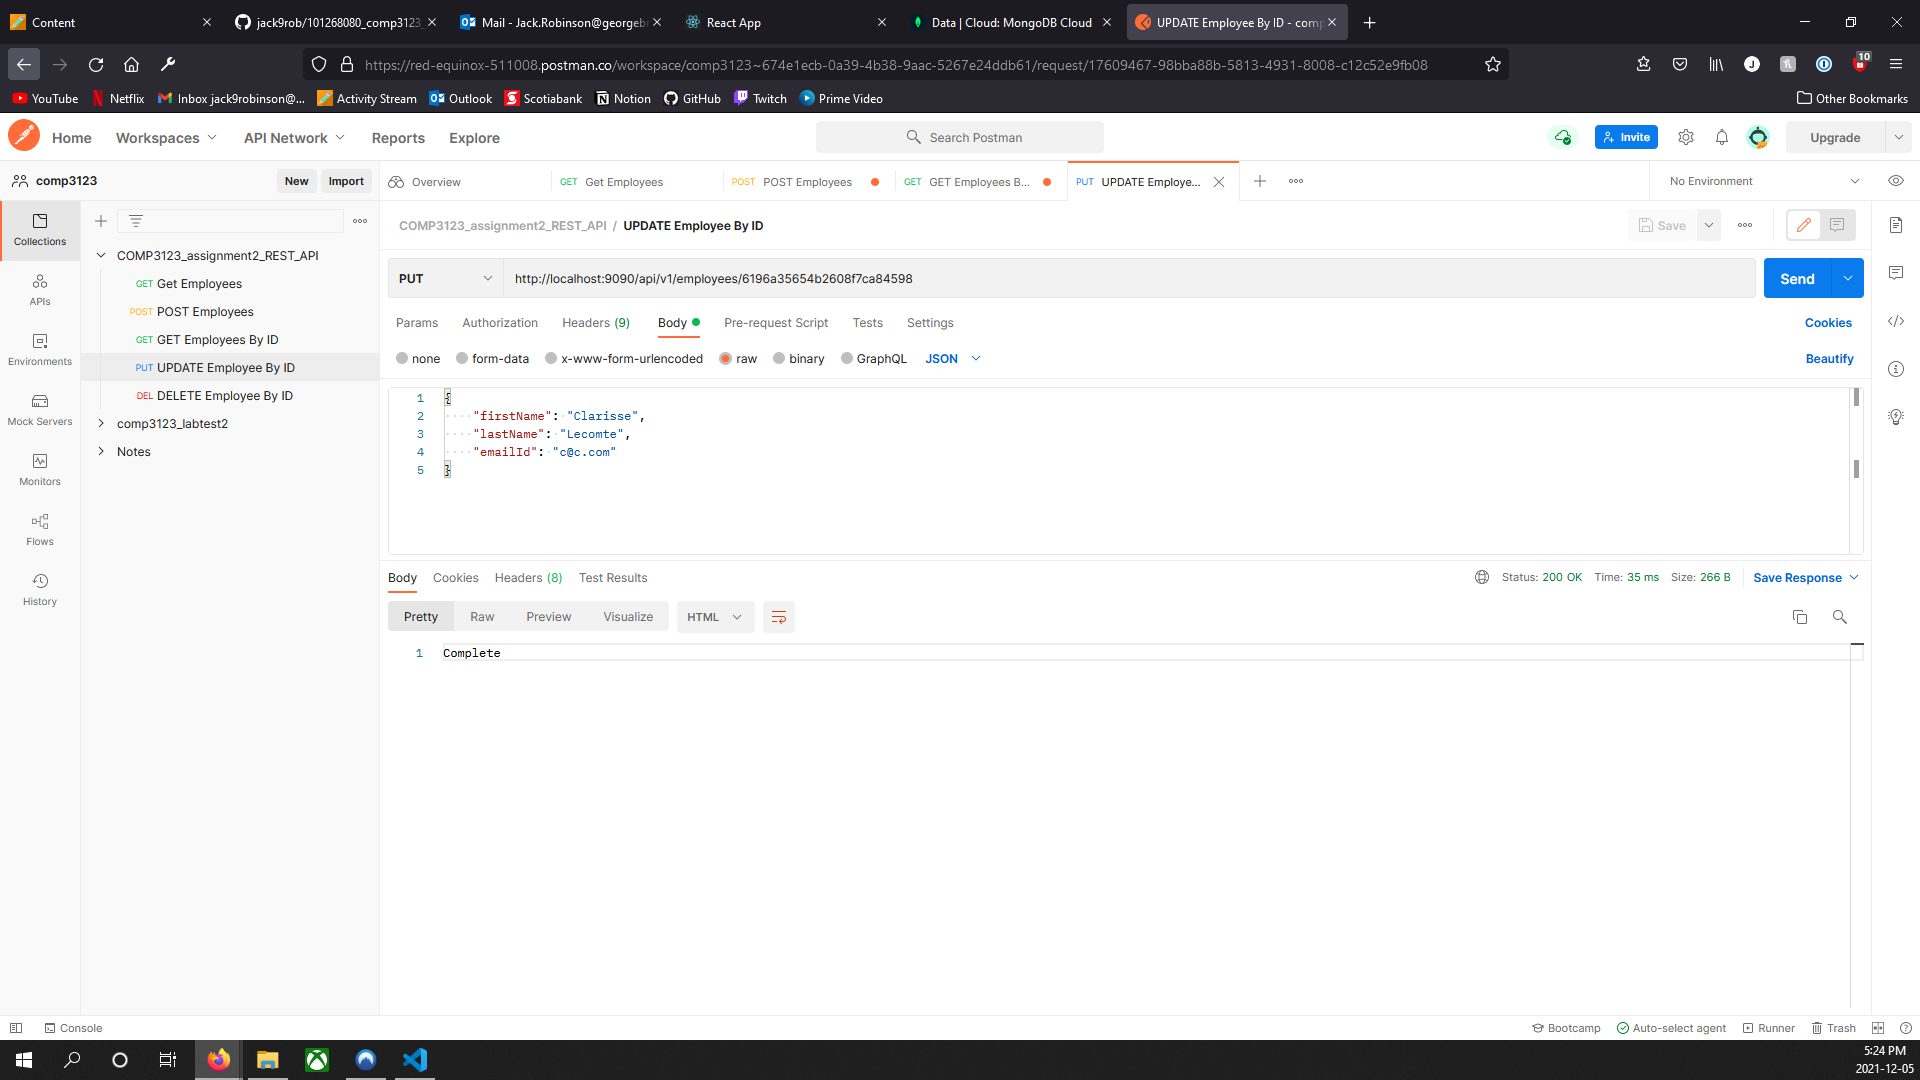 Content
jack9rob/101268080_comp3123_
Mail - Jack.Robinson@georgebr
React App
Data | Cloud: MongoDB Cloud
UPDATE Employee By ID - comp
https://red-equinox-511008.postman.co/workspace/comp3123~674e1ecb-0a39-4b38-9aac-5267e24ddb61/request/17609467-98bba88b-5813-4931-8008-c12c52e9fb08
10
YouTube Netflix Inbox jack9robinson@... Activity Stream Outlook Scotiabank Notion GitHub Twitch Prime Video Other Bookmarks
Home Workspaces API Network Reports Explore Search Postman Invite Upgrade
comp3123 New Import
Overview GET Get Employees POST POST Employees GET GET Employees B... PUT UPDATE Employe... No Environment
Collections
APIs
Environments
Mock Servers
Monitors
Flows
History
COMP3123_assignment2_REST_API
GET Get Employees
POST POST Employees
GET GET Employees By ID
PUT UPDATE Employee By ID
DEL DELETE Employee By ID
comp3123_labtest2
Notes
COMP3123_assignment2_REST_API / UPDATE Employee By ID Save
PUT http://localhost:9090/api/v1/employees/6196a35654b2608f7ca84598 Send
Params Authorization Headers (9) Body Pre-request Script Tests Settings Cookies
none form-data x-www-form-urlencoded raw binary GraphQL JSON Beautify
1 {
2 "firstName": "Clarisse",
3 "lastName": "Lecomte",
4 "emailId": "c@c.com"
5 }
Body Cookies Headers (8) Test Results Status: 200 OK Time: 35 ms Size: 266 B Save Response
Pretty Raw Preview Visualize HTML
1 Complete
Console Bootcamp Auto-select agent Runner Trash
5:24 PM
2021-12-05